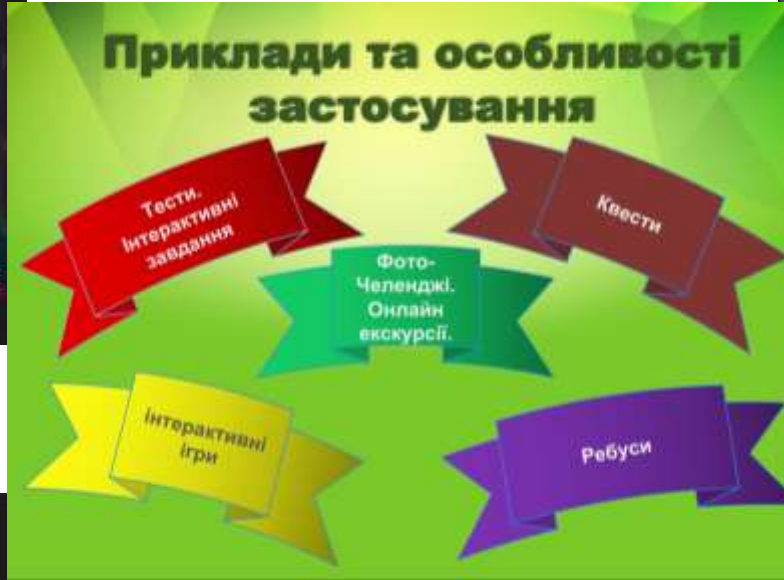 Приклади та особливості
застосування
Тести.
Інтерактивні
завдання
Квести
Фото-
Челенджі.
Онлайн
екскурсії.
Інтерактивні
ігри
Ребуси